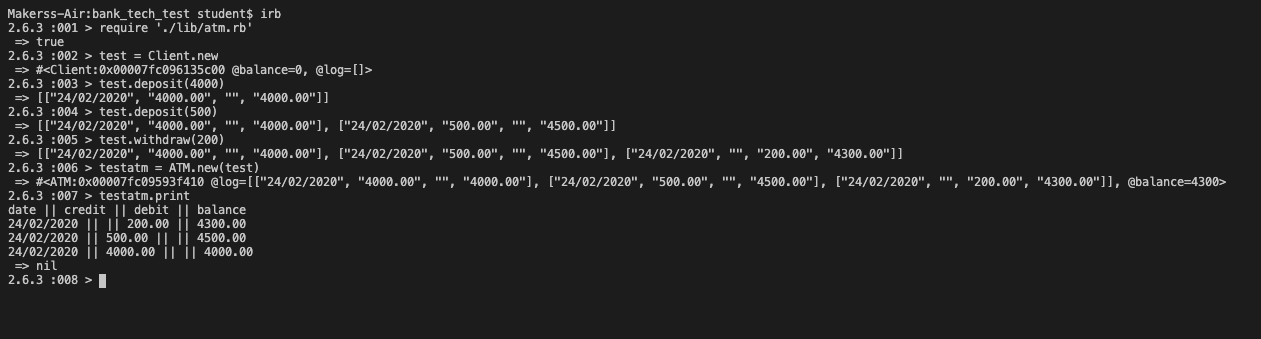 Makerss-Air:bank_tech_test student$ irb
2.6.3 :001 > require './lib/atm.rb'
 => true
2.6.3 :002 > test = Client.new
 => #<Client:0x00007fc096135c00 @balance=0, @log=[]>
2.6.3 :003 > test.deposit(4000)
 => [["24/02/2020", "4000.00", "", "4000.00"]]
2.6.3 :004 > test.deposit(500)
 => [["24/02/2020", "4000.00", "", "4000.00"], ["24/02/2020", "500.00", "", "4500.00"]]
2.6.3 :005 > test.withdraw(200)
 => [["24/02/2020", "4000.00", "", "4000.00"], ["24/02/2020", "500.00", "", "4500.00"], ["24/02/2020", "", "200.00", "4300.00"]]
2.6.3 :006 > testatm = ATM.new(test)
 => #<ATM:0x00007fc09593f410 @log=[["24/02/2020", "4000.00", "", "4000.00"], ["24/02/2020", "500.00", "", "4500.00"], ["24/02/2020", "", "200.00", "4300.00"]], @balance=4300>
2.6.3 :007 > testatm.print
date || credit || debit || balance
24/02/2020 || || 200.00 || 4300.00
24/02/2020 || 500.00 || || 4500.00
24/02/2020 || 4000.00 || || 4000.00
 => nil
2.6.3 :008 >